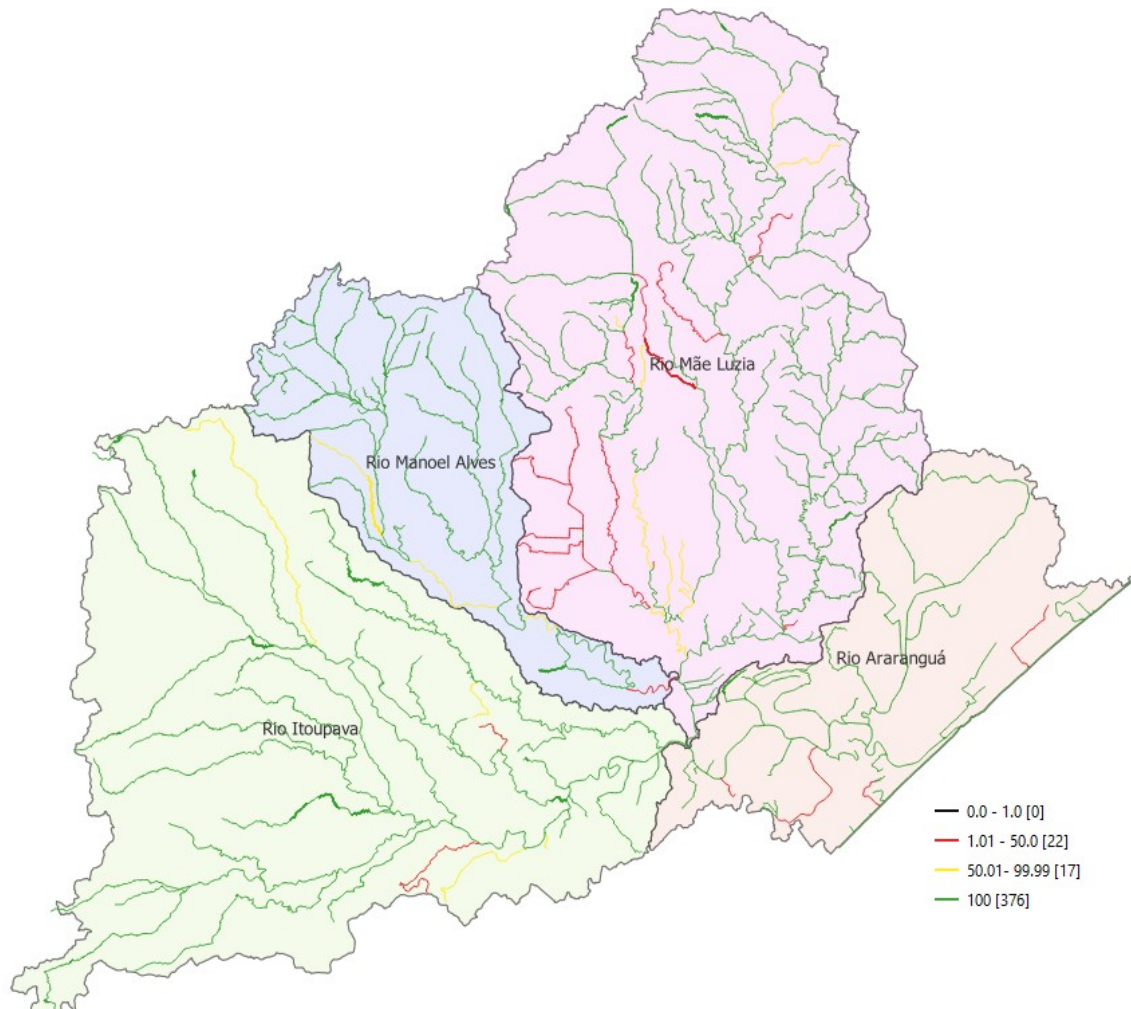 Rio Mãe Luzia
Rio Manoel Alves
Rio Araranguá
Rio Itoupava
0.0 - 1.0 [0]
1.01 - 50.0 [22]
50.01- 99.99 [17]
100 [376]